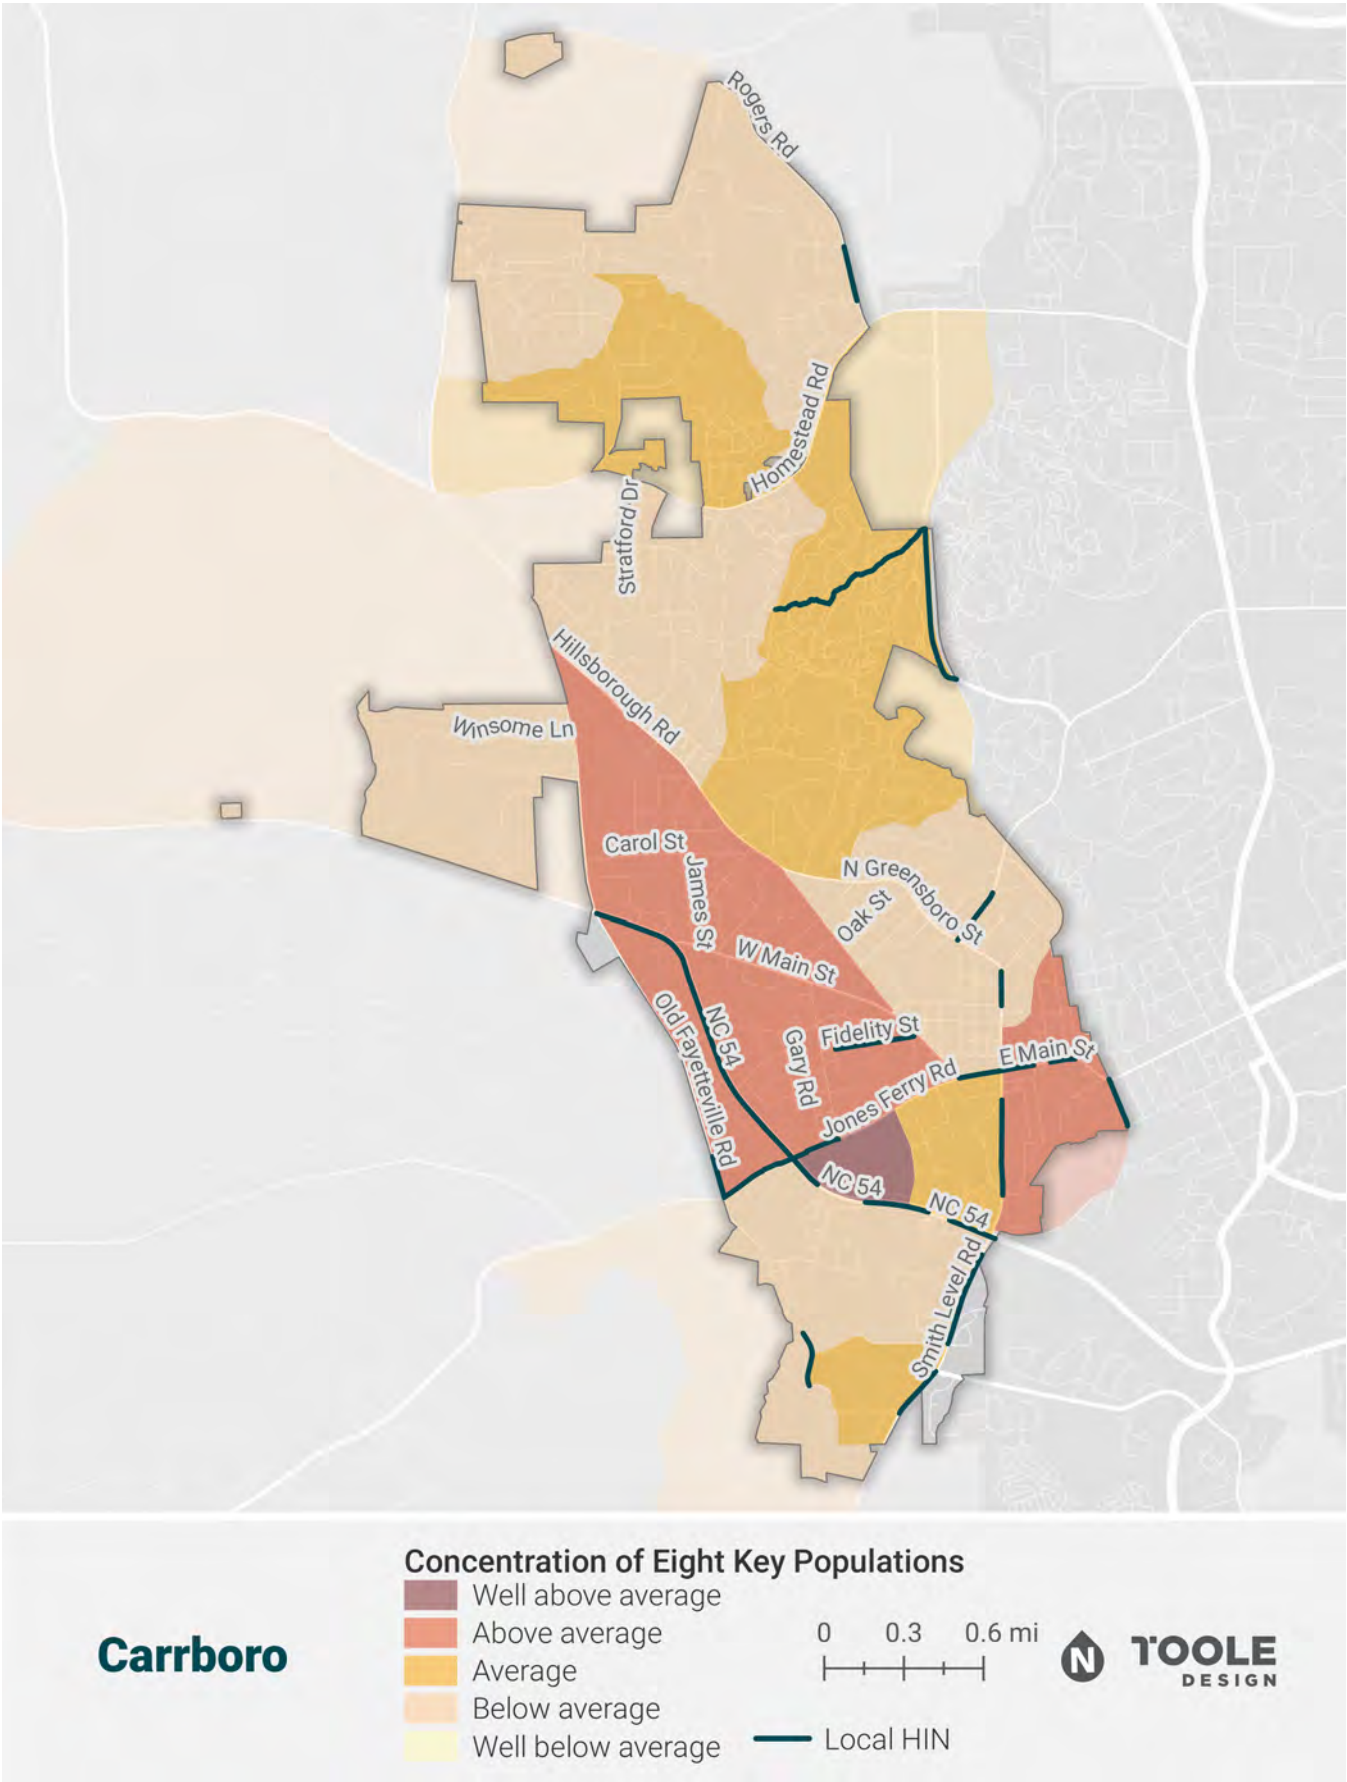 Rogers Rd
Homestead Rd
Stratford Dr
Hillsborough Rd
Winsome Ln
Carol St
James St
N Greensboro St
Oak St
W Main St
Old Fayetteville Rd
NC 54
Gary Rd
Fidelity St
E Main St
Jones Ferry Rd
NC 54
NC 54
Smith Level Rd
Carrboro
Concentration of Eight Key Populations
Well above average
Above average
Average
Below average
Well below average
0 0.3 0.6 mi
Local HIN
N
TOOLE
DESIGN